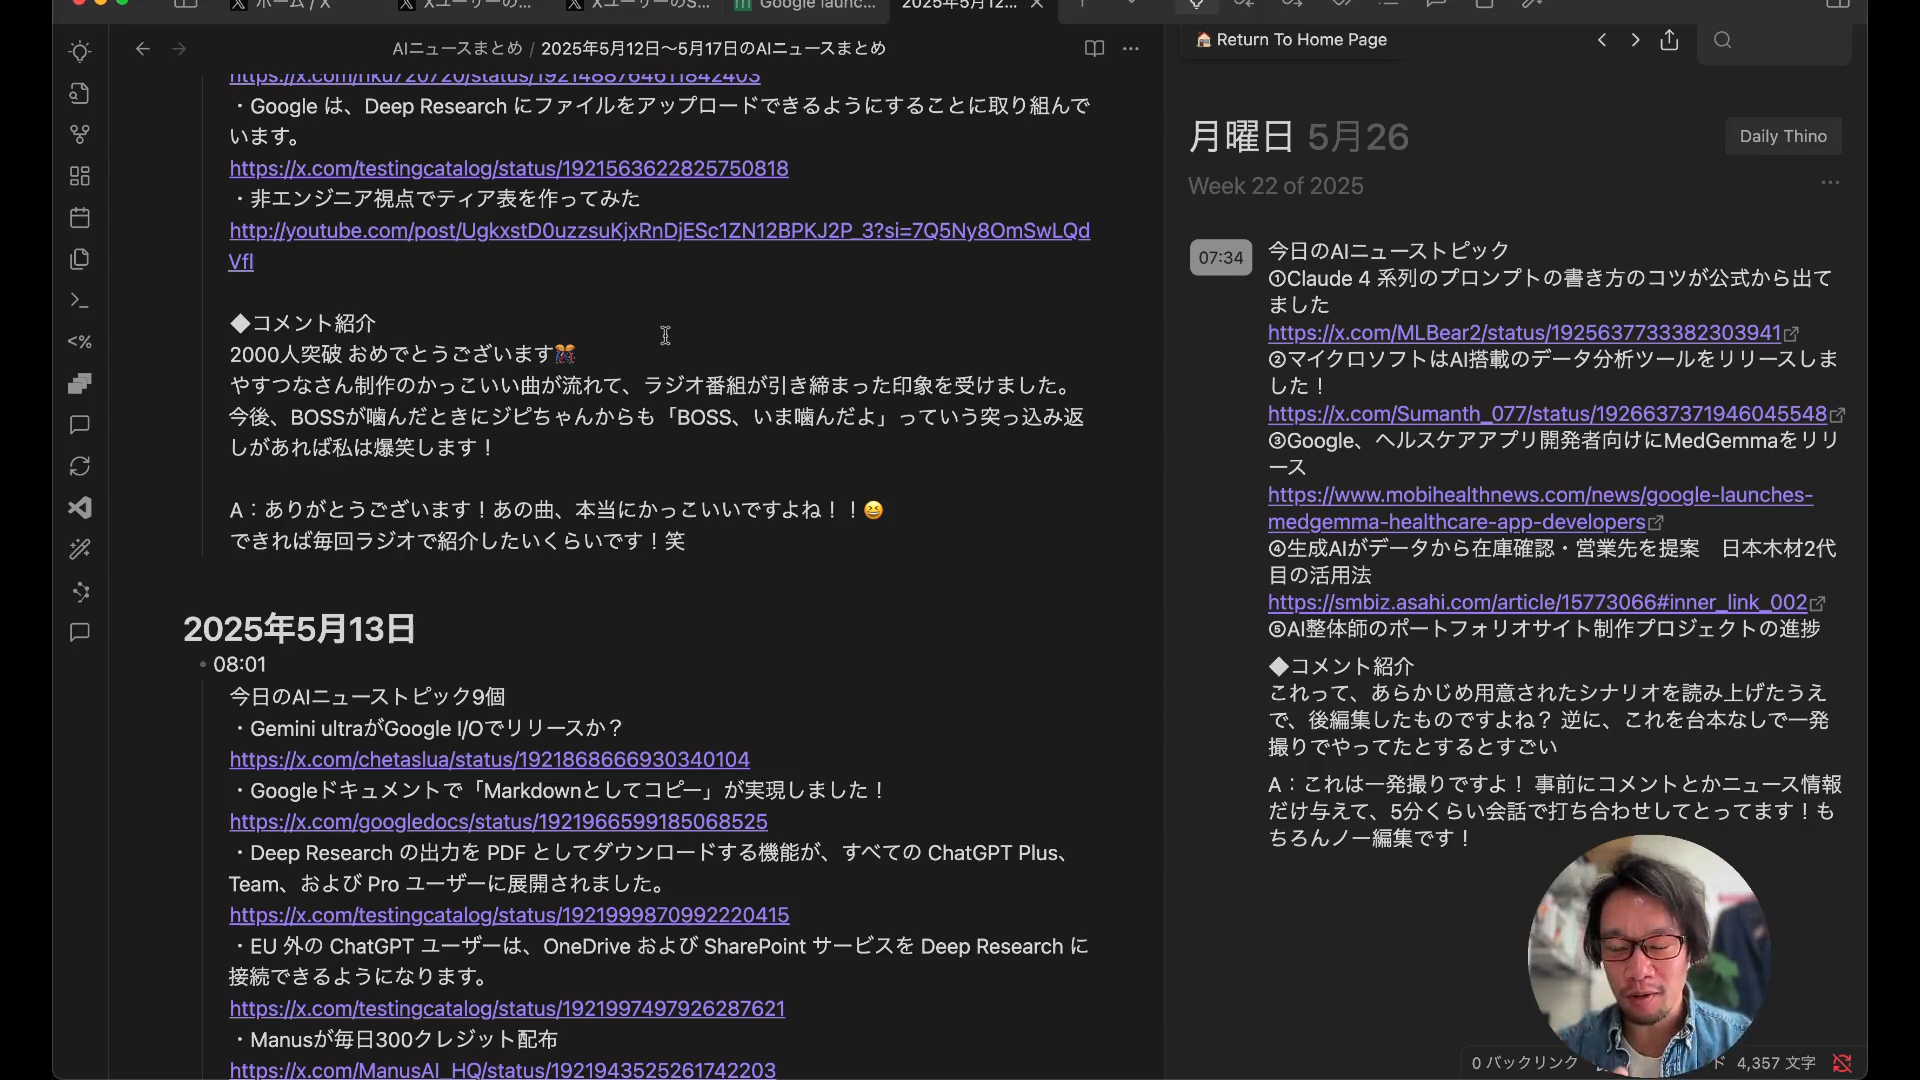 ホーム / X
Xユーザーの...
XユーザーのS...
Google launc...
2025年5月12...
AIニュースまとめ / 2025年5月12日〜5月17日のAIニュースまとめ
https://x.com/riku720720/status/1921488764611842403
・Google は、Deep Research にファイルをアップロードできるようにすることに取り組んで
います。
https://x.com/testingcatalog/status/1921563622825750818
・非エンジニア視点でティア表を作ってみた
http://youtube.com/post/UgkxstD0uzzsuKjxRnDjESc1ZN12BPKJ2P_3?si=7Q5Ny8OmSwLQd
VfI
◆コメント紹介
2000人突破 おめでとうございます🎊
やすつなさん制作のかっこいい曲が流れて、ラジオ番組が引き締まった印象を受けました。
今後、BOSSが噛んだときにジピちゃんからも「BOSS、いま噛んだよ」っていう突っ込み返
しがあれば私は爆笑します！
A：ありがとうございます！あの曲、本当にかっこいいですよね！！😆
できれば毎回ラジオで紹介したいくらいです！笑
2025年5月13日
08:01
今日のAIニューストピック9個
・Gemini ultraがGoogle I/Oでリリースか？
https://x.com/chetaslua/status/1921868666930340104
・Googleドキュメントで「Markdownとしてコピー」が実現しました！
https://x.com/googledocs/status/1921966599185068525
・Deep Research の出力を PDF としてダウンロードする機能が、すべての ChatGPT Plus、
Team、および Pro ユーザーに展開されました。
https://x.com/testingcatalog/status/1921999870992220415
・EU 外の ChatGPT ユーザーは、OneDrive および SharePoint サービスを Deep Research に
接続できるようになります。
https://x.com/testingcatalog/status/1921997497926287621
・Manusが毎日300クレジット配布
https://x.com/ManusAI_HQ/status/1921943525261742203
🏠Return To Home Page
月曜日 5月26
Daily Thino
Week 22 of 2025
07:34
今日のAIニューストピック
①Claude 4 系列のプロンプトの書き方のコツが公式から出て
ました
https://x.com/MLBear2/status/1925637733382303941
②マイクロソフトはAI搭載のデータ分析ツールをリリースしま
した！
https://x.com/Sumanth_077/status/1926637371946045548
③Google、ヘルスケアアプリ開発者向けにMedGemmaをリリ
ース
https://www.mobihealthnews.com/news/google-launches-
medgemma-healthcare-app-developers
④生成AIがデータから在庫確認・営業先を提案　日本木材2代
目の活用法
https://smbiz.asahi.com/article/15773066#inner_link_002
⑤AI整体師のポートフォリオサイト制作プロジェクトの進捗
◆コメント紹介
これって、あらかじめ用意されたシナリオを読み上げたうえ
で、後編集したものですよね？ 逆に、これを台本なしで一発
撮りでやってたとするとすごい
A：これは一発撮りですよ！ 事前にコメントとかニュース情報
だけ与えて、5分くらい会話で打ち合わせしてとってます！も
ちろんノー編集です！
0 バックリンク
ド 4,357 文字